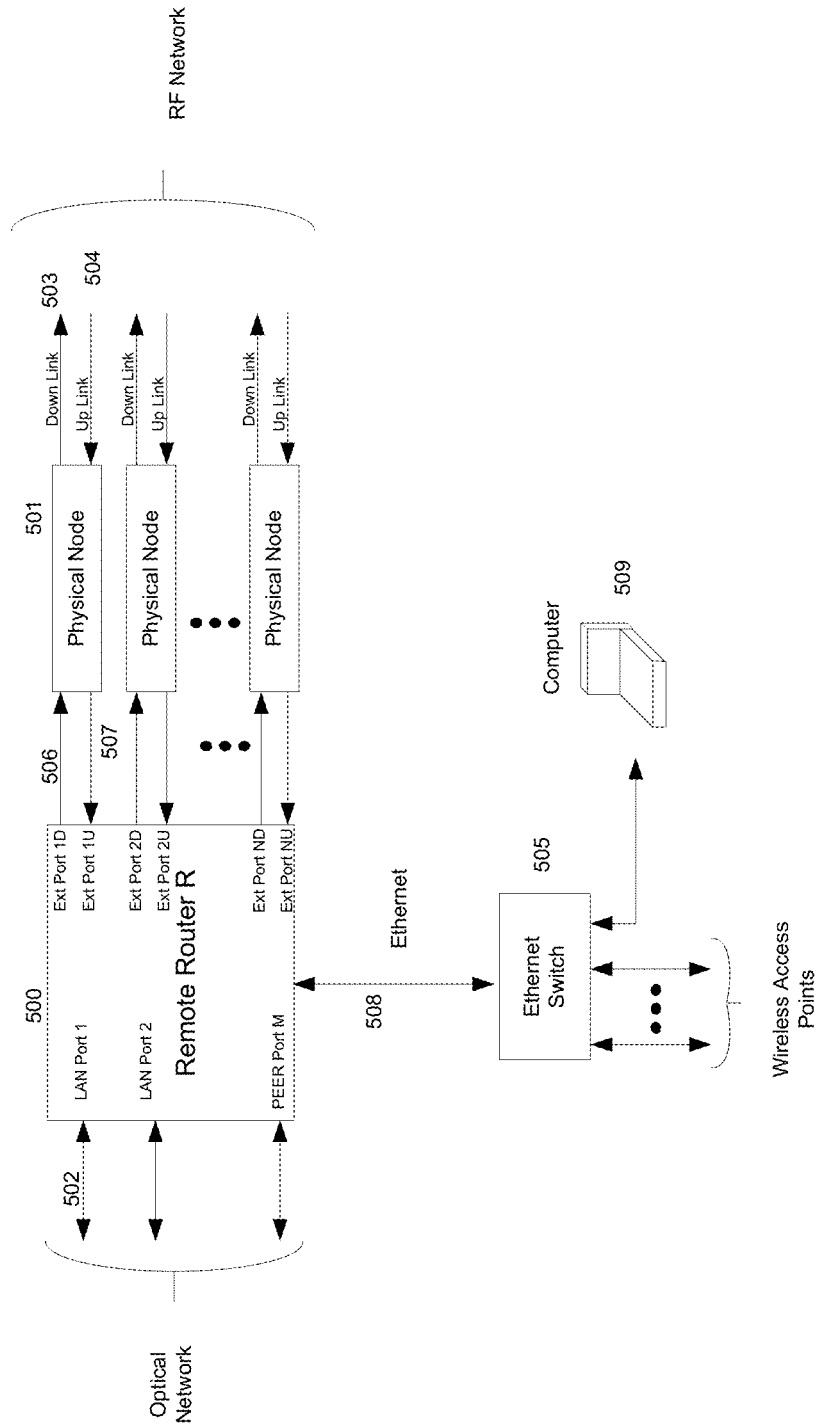 RF Network
503
504
Down Link
Up Link
Down Link
Up Link
Down Link
Up Link
501
Physical Node
Physical Node
Physical Node
506
507
500
Ext Port 1D
Ext Port 1U
Ext Port 2D
Ext Port 2U
Ext Port ND
Ext Port NU
Remote Router R
LAN Port 1
LAN Port 2
PEER Port M
502
Optical
Network
Ethernet
508
505
Ethernet
Switch
Computer
509
Wireless Access
Points